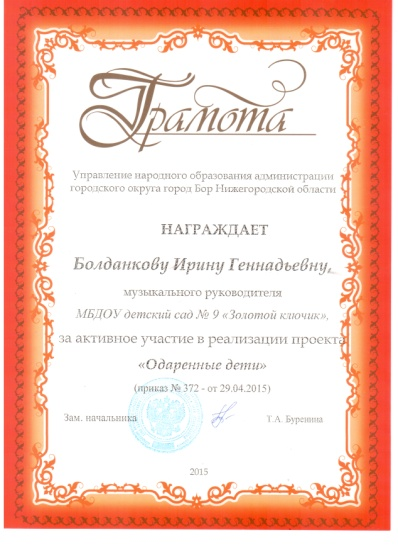 Грамота
Управление народного образования администрации
городского округа город Бор Нижегородской области
НАГРАЖДАЕТ
Болданкову Ирину Геннадьевну,
музыкального руководителя
МБДОУ детский сад № 9 «Золотой ключик»,
за активное участие в реализации проекта
«Одаренные дети»
(приказ № 372 - от 29.04.2015)
Зам. начальника Т.А. Буренина
2015